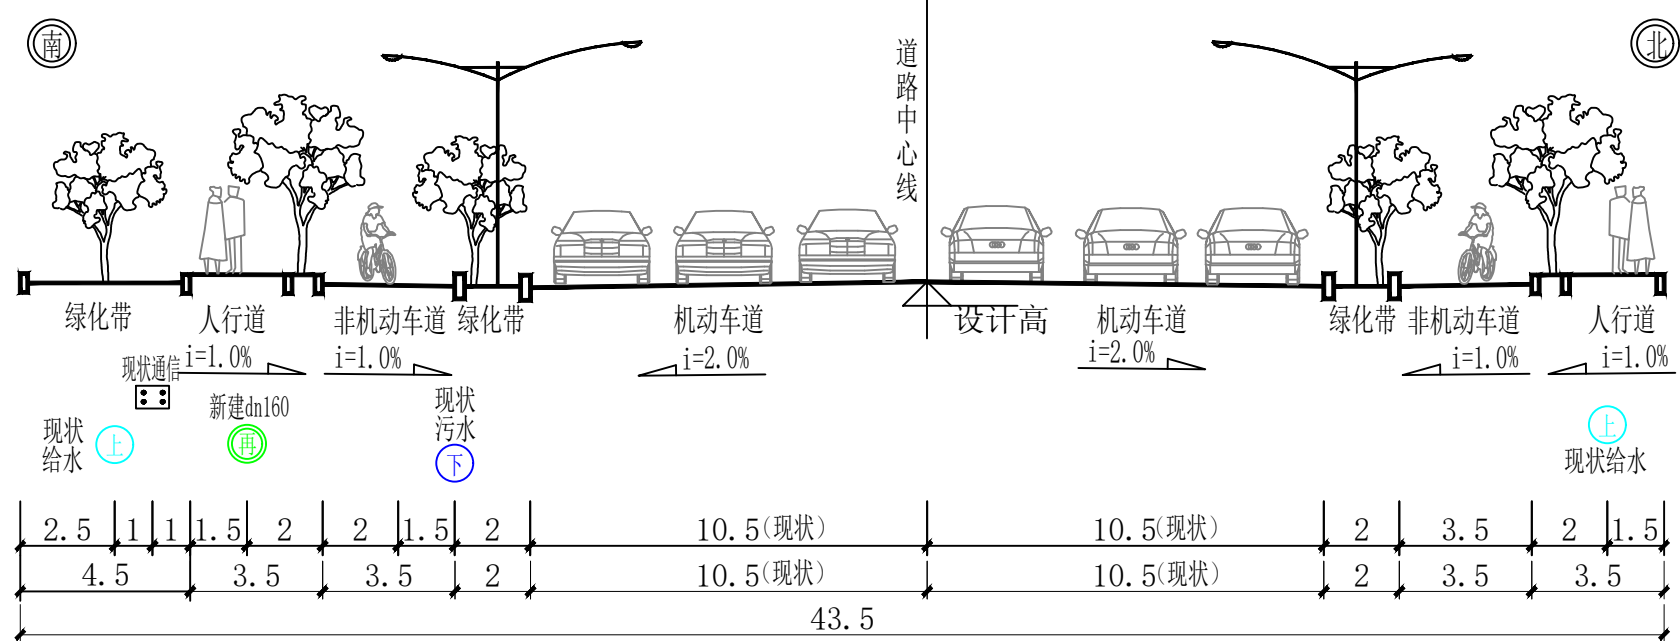 南
北
道路中心线
绿化带
人行道
非机动车道
绿化带
机动车道
设计高
机动车道
绿化带
非机动车道
人行道
i=1.0%
i=1.0%
i=2.0%
i=2.0%
i=1.0%
i=1.0%
现状通信
新建dn160
现状
污水
现状
给水
上
再
下
上
现状给水
2.5 1 1 1.5 2 2 1.5 2 10.5(现状) 10.5(现状) 2 3.5 2 1.5
4.5 3.5 3.5 2 10.5(现状) 10.5(现状) 2 3.5 3.5
43.5